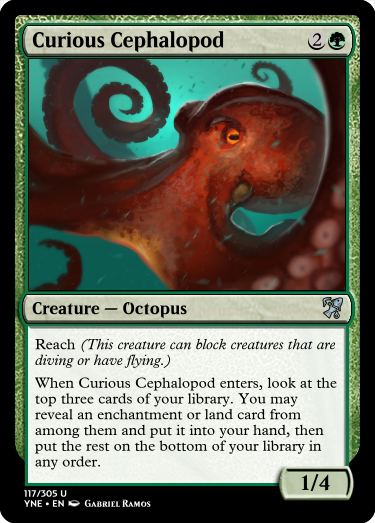 Curious Cephalopod 2
Creature — Octopus
Reach (This creature can block creatures that are
diving or have flying.)
When Curious Cephalopod enters, look at the
top three cards of your library. You may
reveal an enchantment or land card from
among them and put it into your hand, then
put the rest on the bottom of your library in
any order.
1/4
117/305 U
YNE • EN Gabriel Ramos